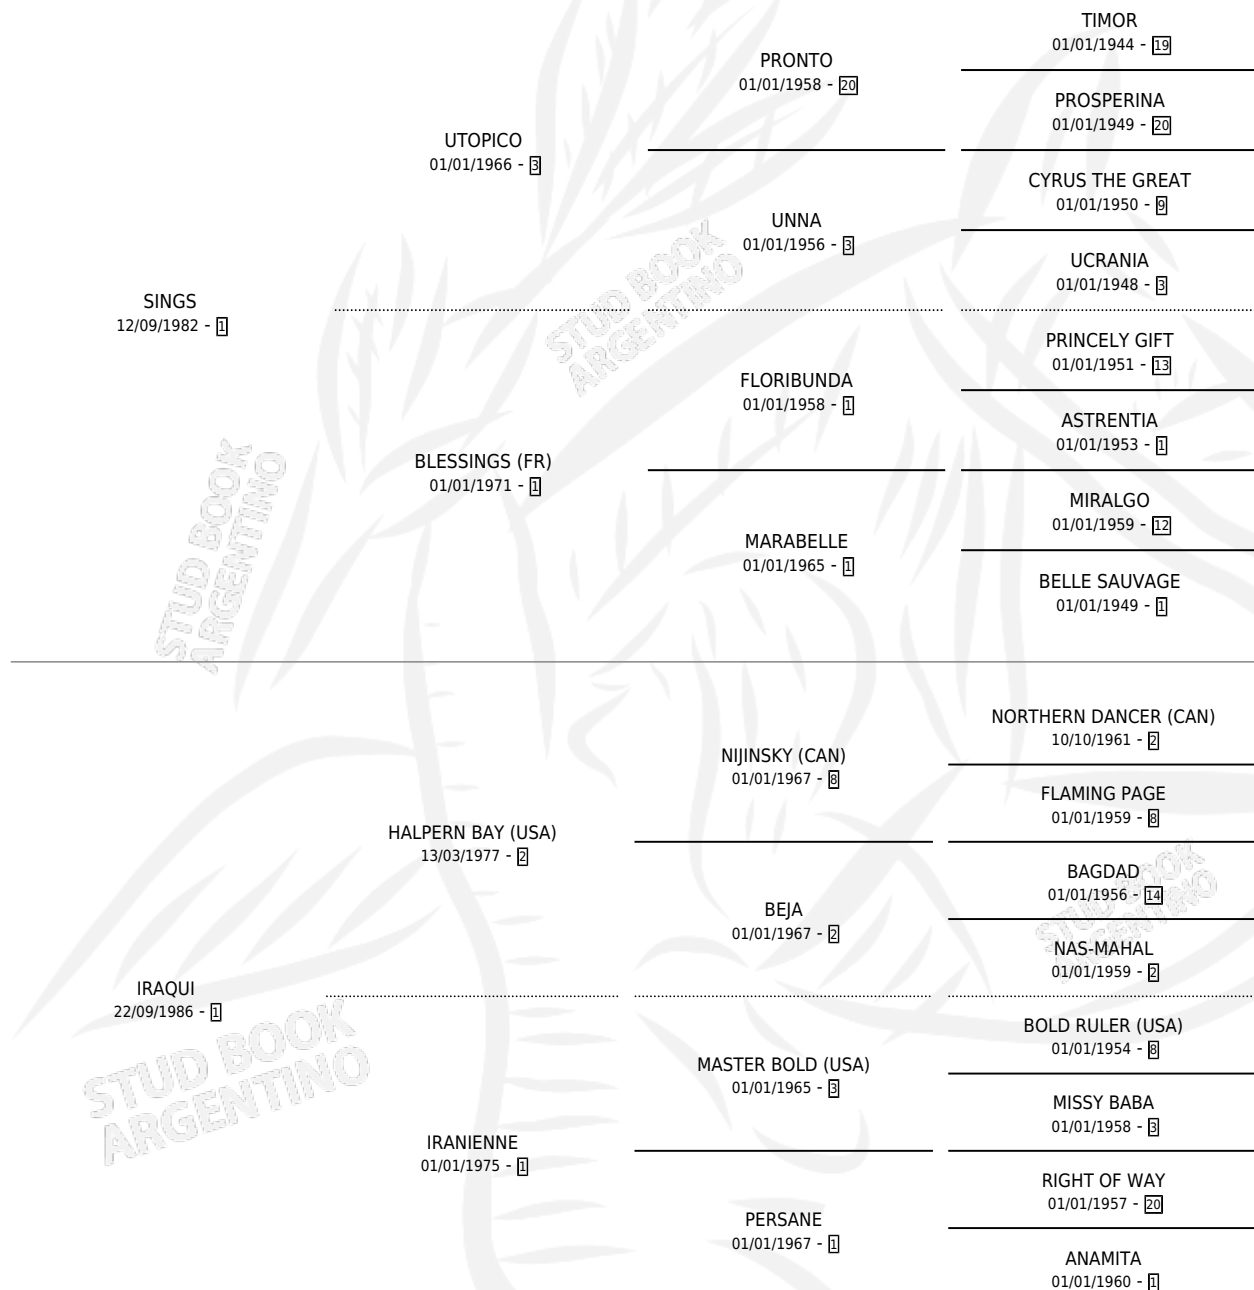 TIMOR
01/01/1944 - 19
PRONTO
01/01/1958 - 20
PROSPERINA
01/01/1949 - 20
UTOPICO
01/01/1966 - 3
CYRUS THE GREAT
01/01/1950 - 9
UNNA
01/01/1956 - 3
UCRANIA
01/01/1948 - 3
SINGS
12/09/1982 - 1
PRINCELY GIFT
01/01/1951 - 13
FLORIBUNDA
01/01/1958 - 1
ASTRENTIA
01/01/1953 - 1
BLESSINGS (FR)
01/01/1971 - 1
MIRALGO
01/01/1959 - 12
MARABELLE
01/01/1965 - 1
BELLE SAUVAGE
01/01/1949 - 1
STUD BOOK
ARGENTINO
STUD BOOK
ARGENTINO
NORTHERN DANCER (CAN)
10/10/1961 - 2
NIJINSKY (CAN)
01/01/1967 - 8
FLAMING PAGE
01/01/1959 - 8
HALPERN BAY (USA)
13/03/1977 - 2
BAGDAD
01/01/1956 - 14
BEJA
01/01/1967 - 2
NAS-MAHAL
01/01/1959 - 2
IRAQUI
22/09/1986 - 1
BOLD RULER (USA)
01/01/1954 - 8
MASTER BOLD (USA)
01/01/1965 - 3
MISSY BABA
01/01/1958 - 3
IRANIENNE
01/01/1975 - 1
RIGHT OF WAY
01/01/1957 - 20
PERSANE
01/01/1967 - 1
ANAMITA
01/01/1960 - 1
STUD BOOK
ARGENTINO
STUD BOOK
ARGENTINO